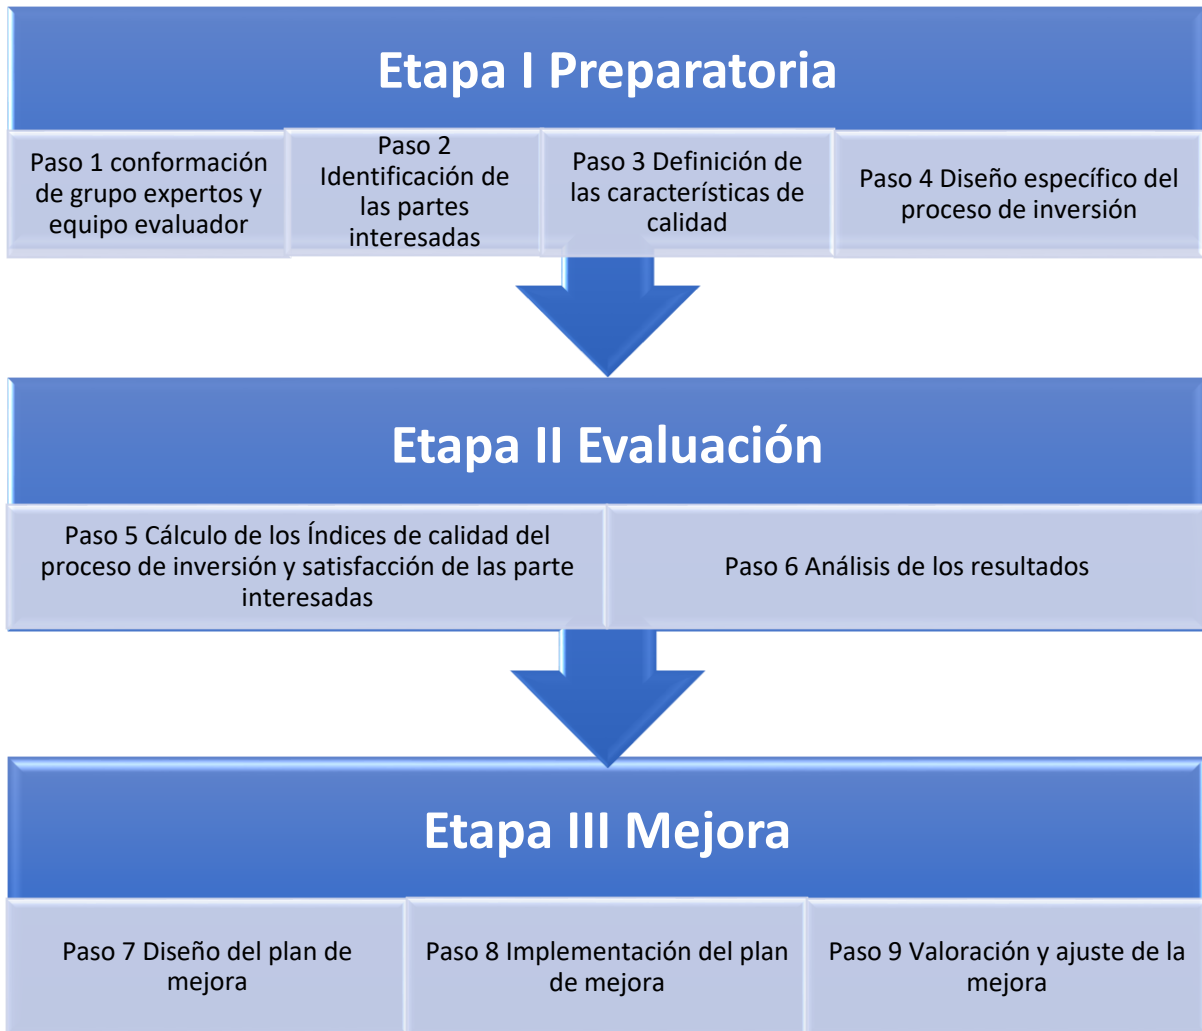 Etapa I Preparatoria
Paso 1 conformación
de grupo expertos y
equipo evaluador
Paso 2
Identificación de
las partes
interesadas
Paso 3 Definición de
las características de
calidad
Paso 4 Diseño específico del
proceso de inversión
Etapa II Evaluación
Paso 5 Cálculo de los Índices de calidad del
proceso de inversión y satisfacción de las parte
interesadas
Paso 6 Análisis de los resultados
Etapa III Mejora
Paso 7 Diseño del plan de
mejora
Paso 8 Implementación del plan
de mejora
Paso 9 Valoración y ajuste de la
mejora